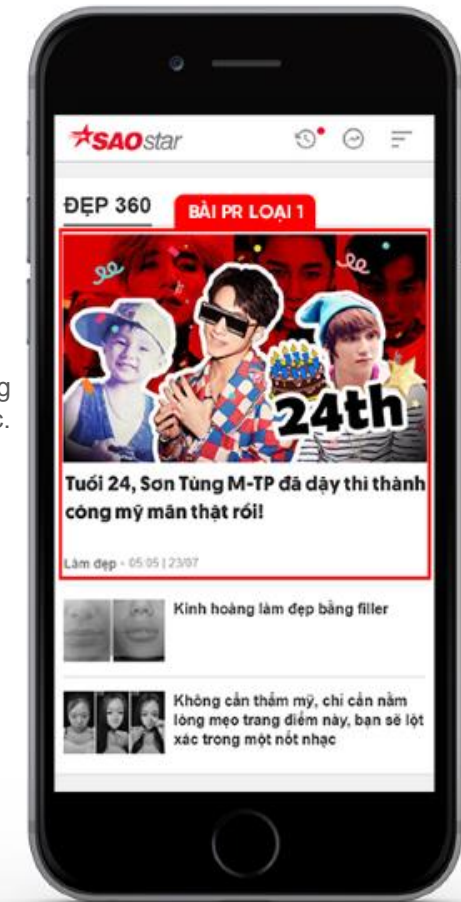 SAOstar
ĐẸP 360
BÀI PR LOẠI 1
24th
Tuổi 24, Sơn Tùng M-TP đã dậy thì thành
công mỹ mãn thật rồi!
Làm đẹp - 05:05 | 23/07
Kinh hoàng làm đẹp bằng filler
Không cần thẩm mỹ, chỉ cần nằm
lòng mẹo trang điểm này, bạn sẽ lột
xác trong một nốt nhạc
g
c.